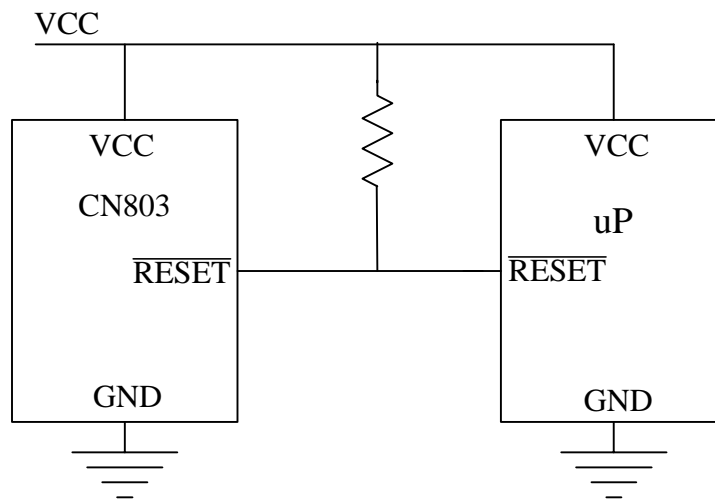 VCC
VCC
CN803
RESET
GND
VCC
uP
RESET
GND